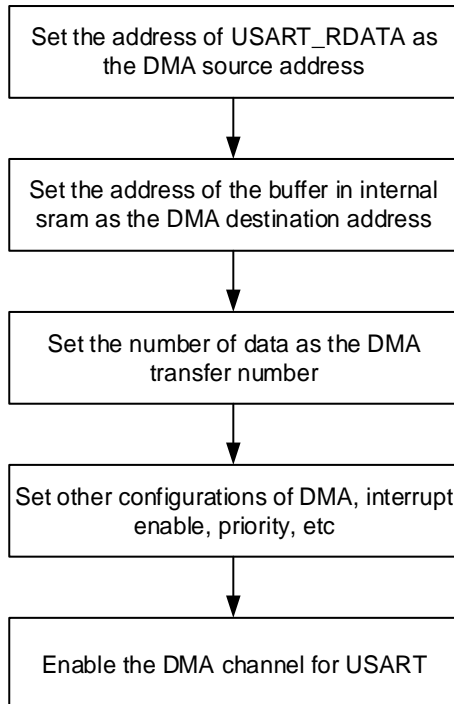 Set the address of USART_RDATA as
the DMA source address
Set the address of the buffer in internal
sram as the DMA destination address
Set the number of data as the DMA
transfer number
Set other configurations of DMA, interrupt
enable, priority, etc
Enable the DMA channel for USART